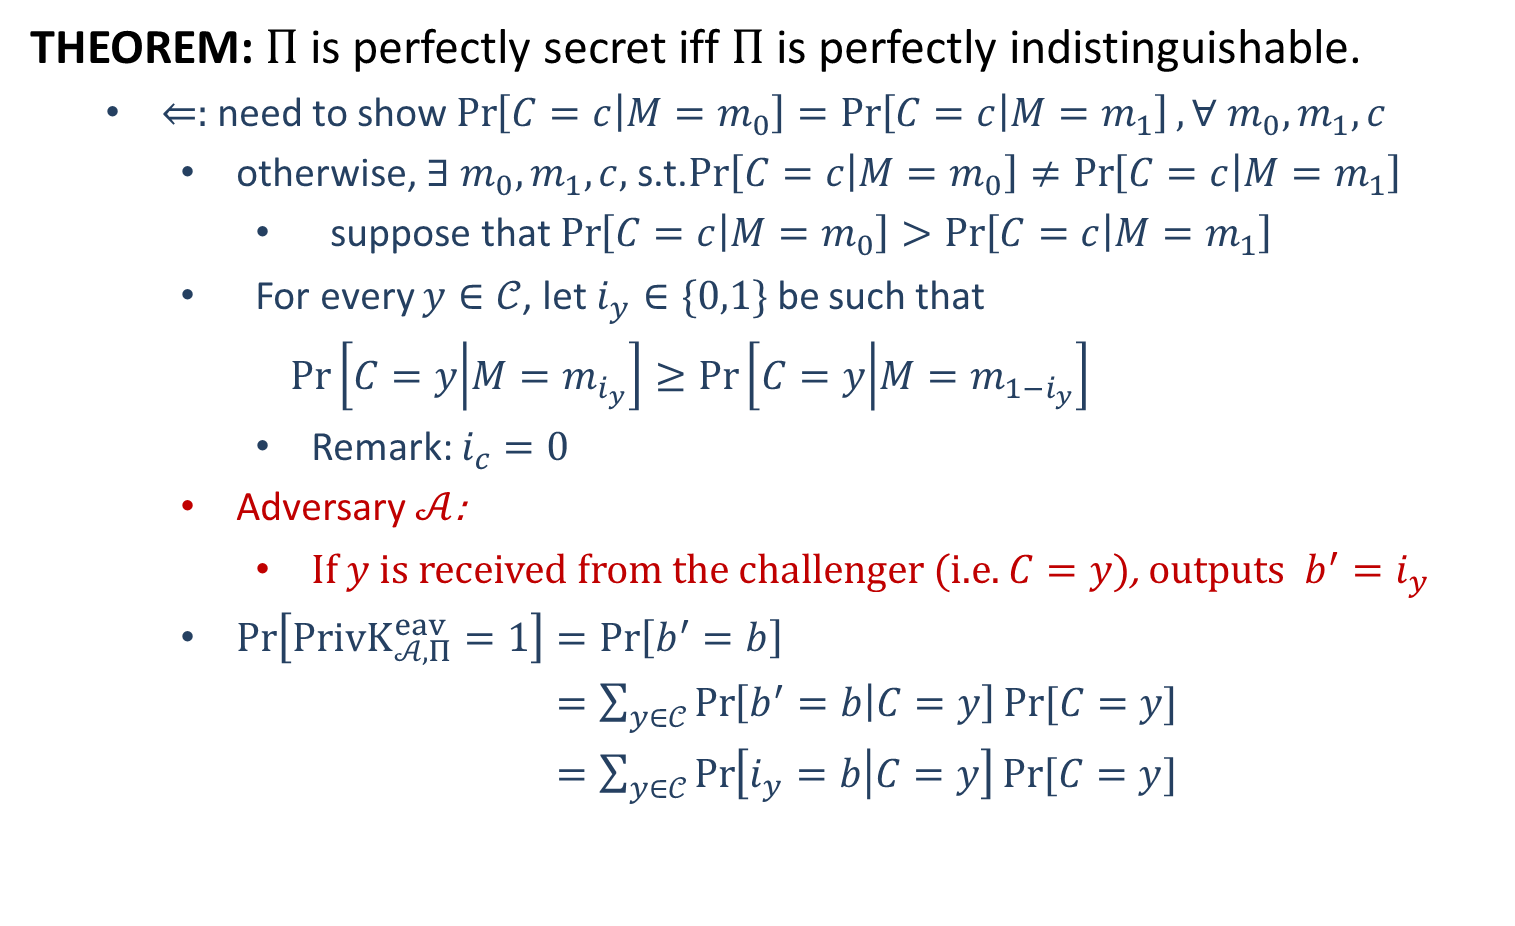 THEOREM: Π is perfectly secret iff Π is perfectly indistinguishable.
• ⇐: need to show Pr[C = c|M = m₀] = Pr[C = c|M = m₁] , ∀ m₀, m₁, c
• otherwise, ∃ m₀, m₁, c, s.t.Pr[C = c|M = m₀] ≠ Pr[C = c|M = m₁]
• suppose that Pr[C = c|M = m₀] > Pr[C = c|M = m₁]
• For every y ∈ 𝒞, let i_y ∈ {0,1} be such that
Pr[C = y|M = m_{i_y}] ≥ Pr[C = y|M = m_{1−i_y}]
• Remark: i_c = 0
• Adversary 𝒜:
• If y is received from the challenger (i.e. C = y), outputs b′ = i_y
• Pr[PrivK^{eav}_{𝒜,Π} = 1] = Pr[b′ = b]
= ∑_{y∈𝒞} Pr[b′ = b|C = y] Pr[C = y]
= ∑_{y∈𝒞} Pr[i_y = b|C = y] Pr[C = y]